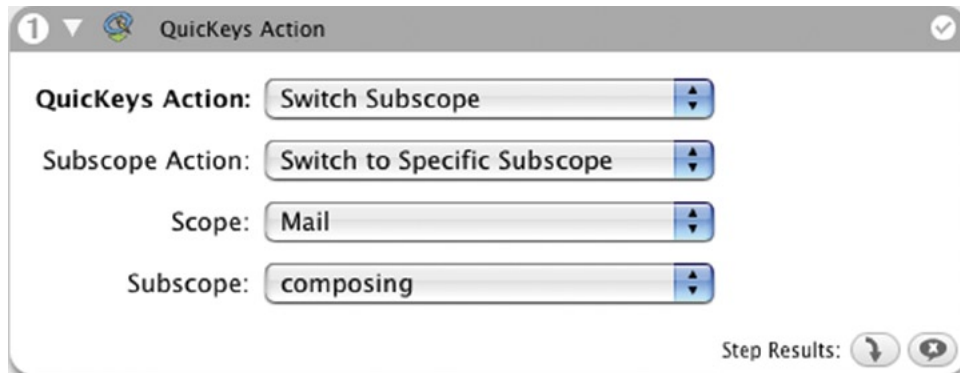 1 QuicKeys Action
QuicKeys Action: Switch Subscope
Subscope Action: Switch to Specific Subscope
Scope: Mail
Subscope: composing
Step Results: